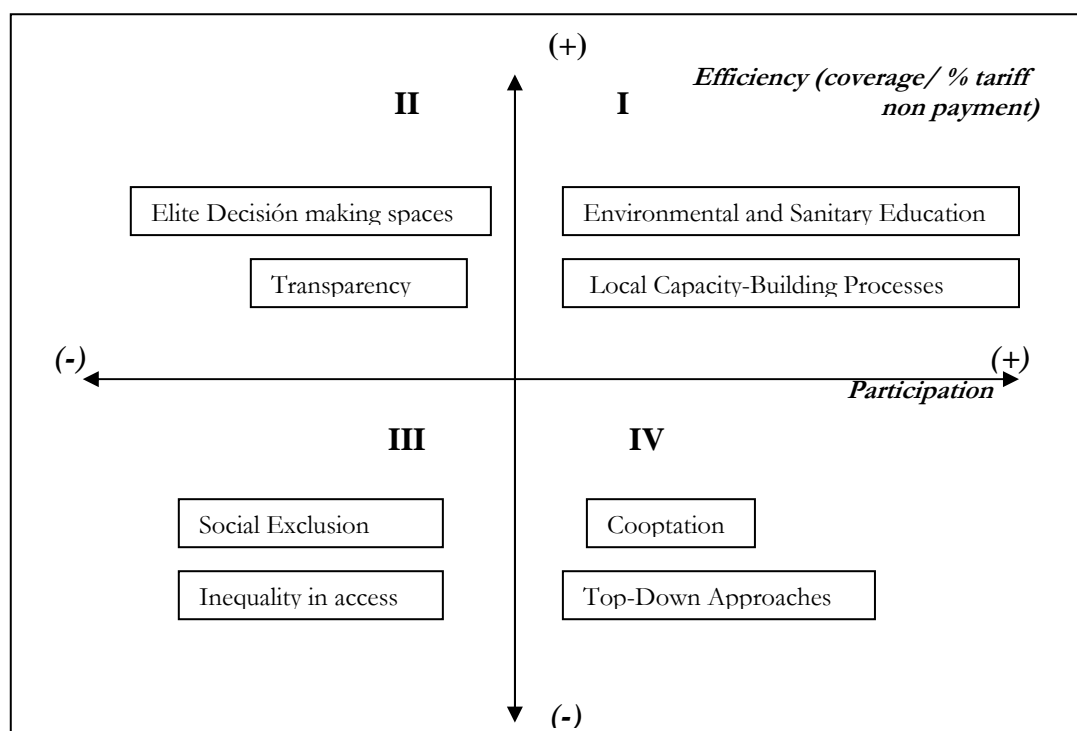 (+)
Efficiency (coverage/ % tariff
non payment)
II
I
Elite Decisión making spaces
Environmental and Sanitary Education
Transparency
Local Capacity-Building Processes
(-)
(+)
Participation
III
IV
Social Exclusion
Cooptation
Inequality in access
Top-Down Approaches
(-)